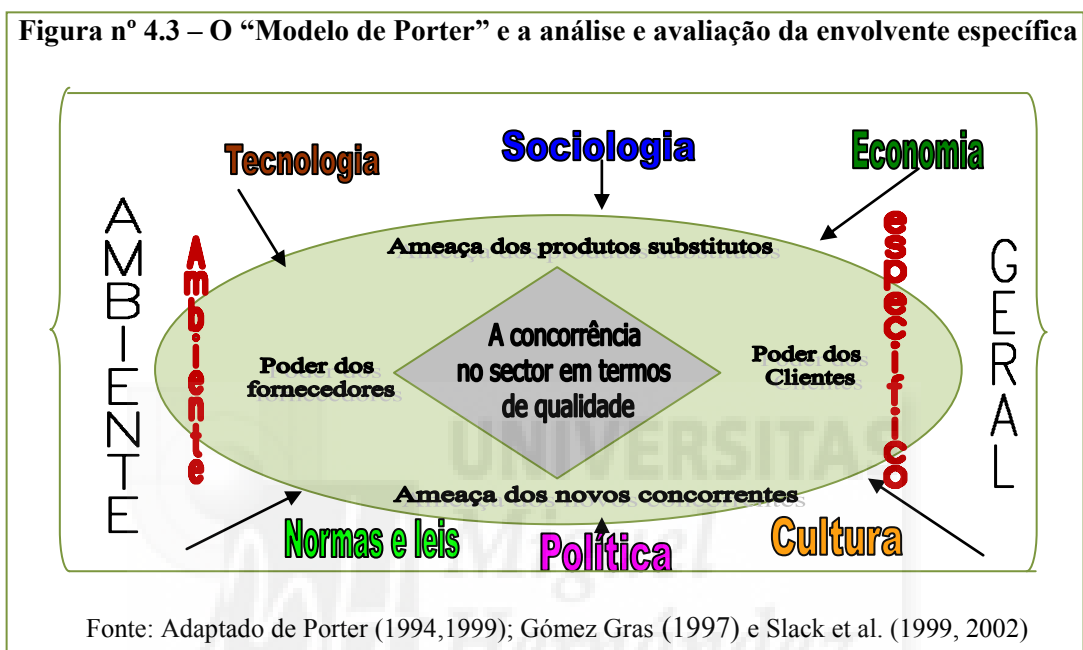 Figura nº 4.3 – O “Modelo de Porter” e a análise e avaliação da envolvente específica
Tecnologia
Sociologia
Economia
AMBIENTE
Ambiente
Ameaça dos produtos substitutos
especifico
GERAL
Poder dos
fornecedores
A concorrência
no sector em termos
de qualidade
Poder dos
Clientes
Ameaça dos novos concorrentes
Normas e leis
Política
Cultura
UNIVERSITAS
Miguel
Fonte: Adaptado de Porter (1994,1999); Gómez Gras (1997) e Slack et al. (1999, 2002)